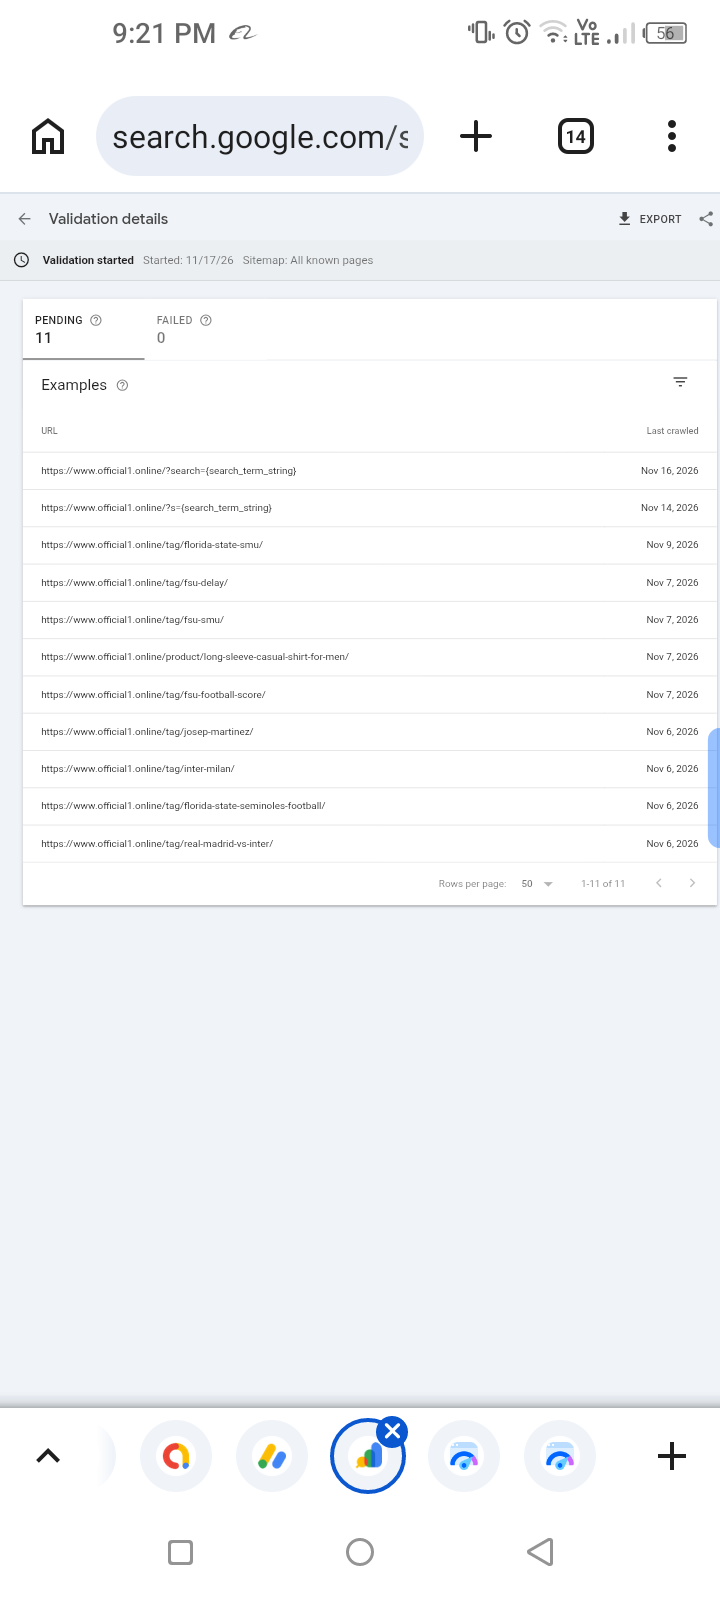 9:21 PM
Vo
LTE
56
search.google.com/s
14
Validation details
EXPORT
Validation started Started: 11/17/26 Sitemap: All known pages
PENDING
11
FAILED
0
Examples
URL Last crawled
https://www.official1.online/?search={search_term_string} Nov 16, 2026
https://www.official1.online/?s={search_term_string} Nov 14, 2026
https://www.official1.online/tag/florida-state-smu/ Nov 9, 2026
https://www.official1.online/tag/fsu-delay/ Nov 7, 2026
https://www.official1.online/tag/fsu-smu/ Nov 7, 2026
https://www.official1.online/product/long-sleeve-casual-shirt-for-men/ Nov 7, 2026
https://www.official1.online/tag/fsu-football-score/ Nov 7, 2026
https://www.official1.online/tag/josep-martinez/ Nov 6, 2026
https://www.official1.online/tag/inter-milan/ Nov 6, 2026
https://www.official1.online/tag/florida-state-seminoles-football/ Nov 6, 2026
https://www.official1.online/tag/real-madrid-vs-inter/ Nov 6, 2026
Rows per page: 50 1-11 of 11